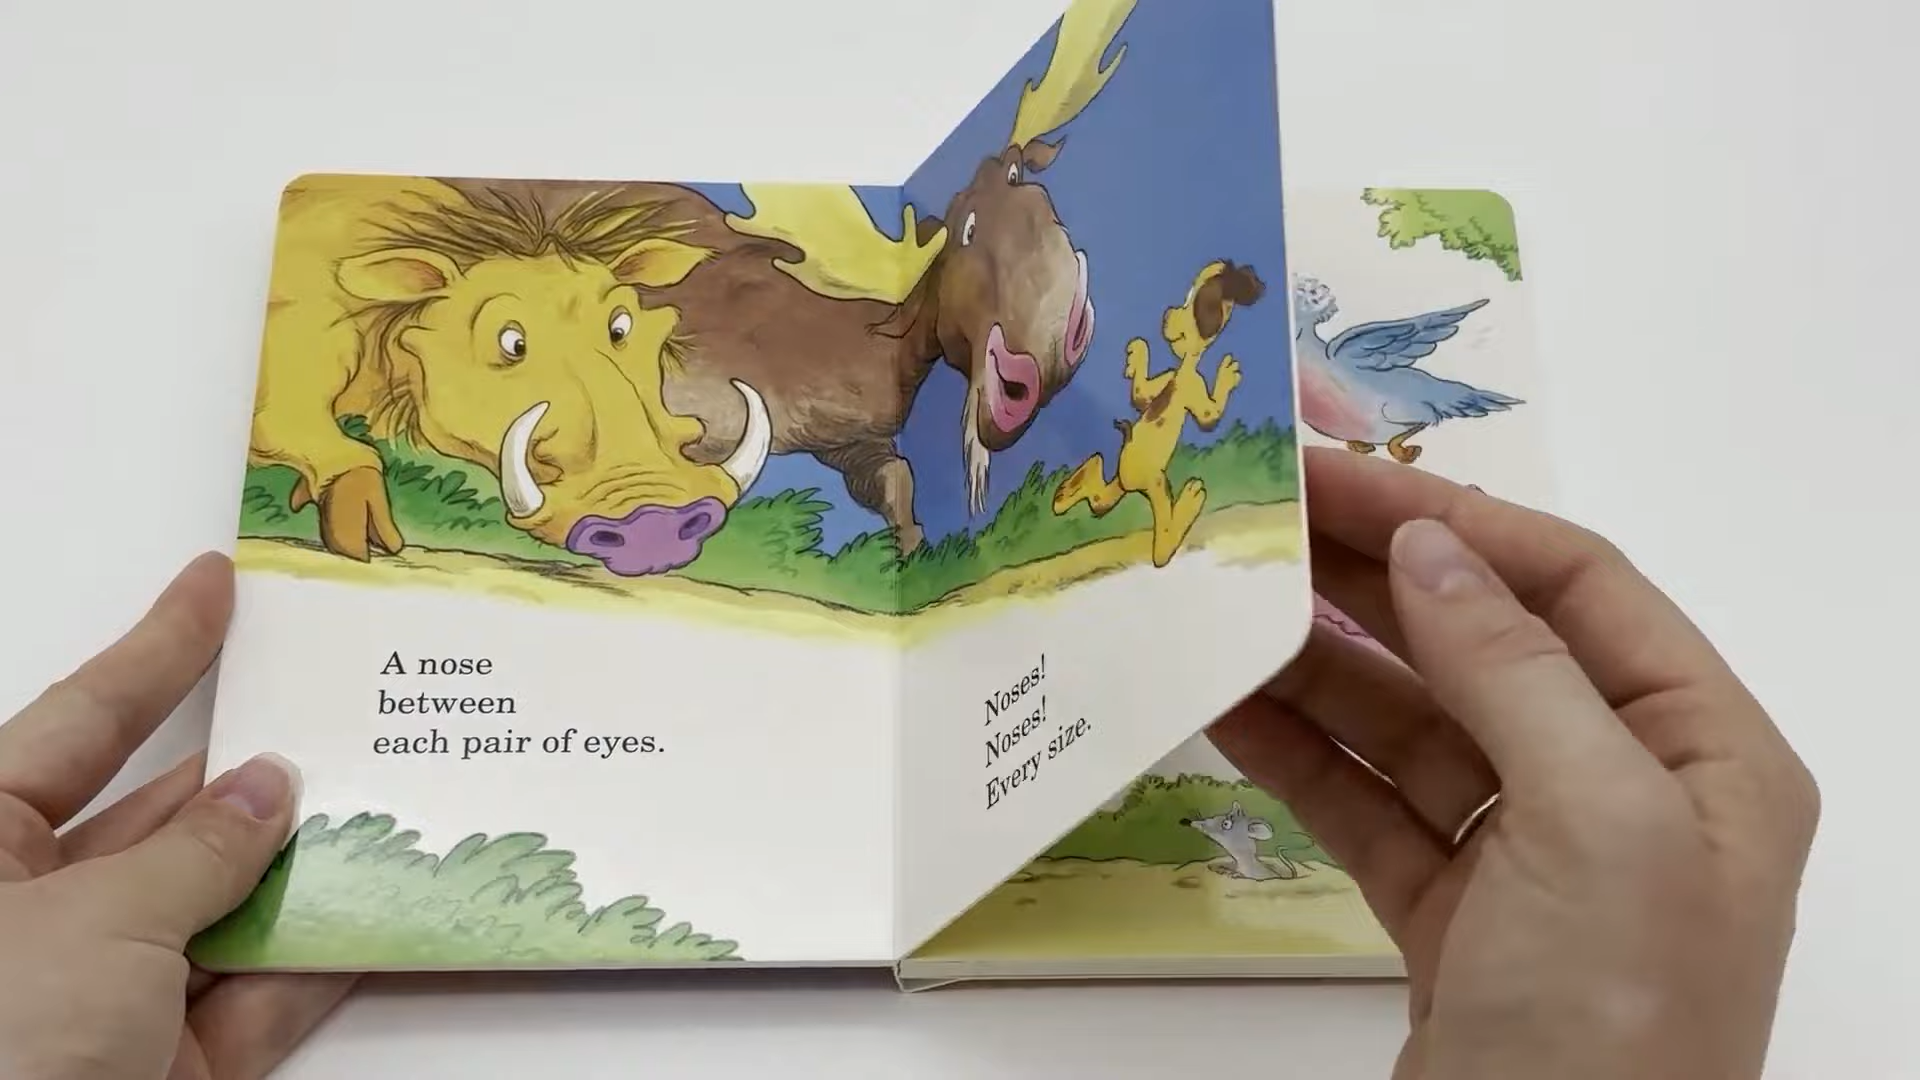 A nose
between
each pair of eyes.
Noses!
Noses!
Every size.